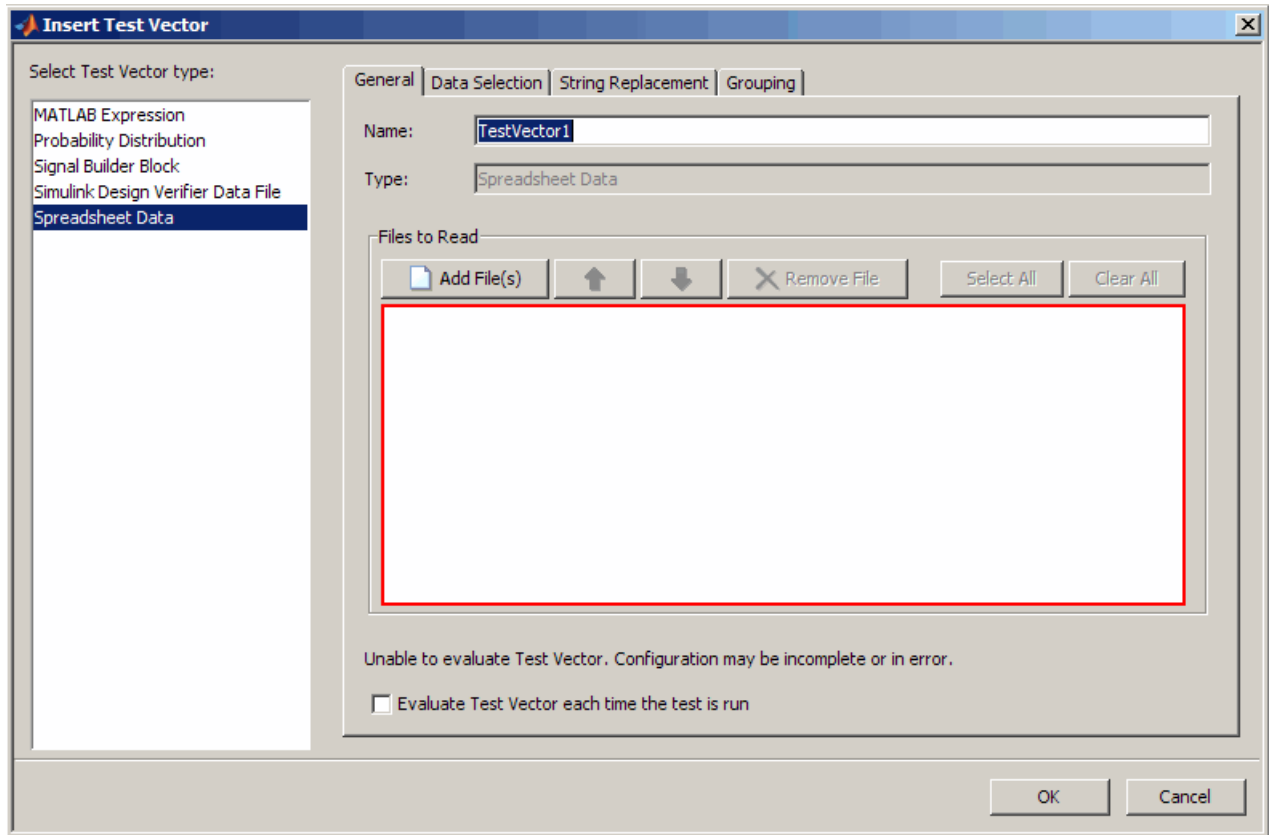 Insert Test Vector
Select Test Vector type:
MATLAB Expression
Probability Distribution
Signal Builder Block
Simulink Design Verifier Data File
Spreadsheet Data
General Data Selection String Replacement Grouping
Name: TestVector1
Type: Spreadsheet Data
Files to Read
Add File(s) Remove File Select All Clear All
Unable to evaluate Test Vector. Configuration may be incomplete or in error.
Evaluate Test Vector each time the test is run
OK Cancel